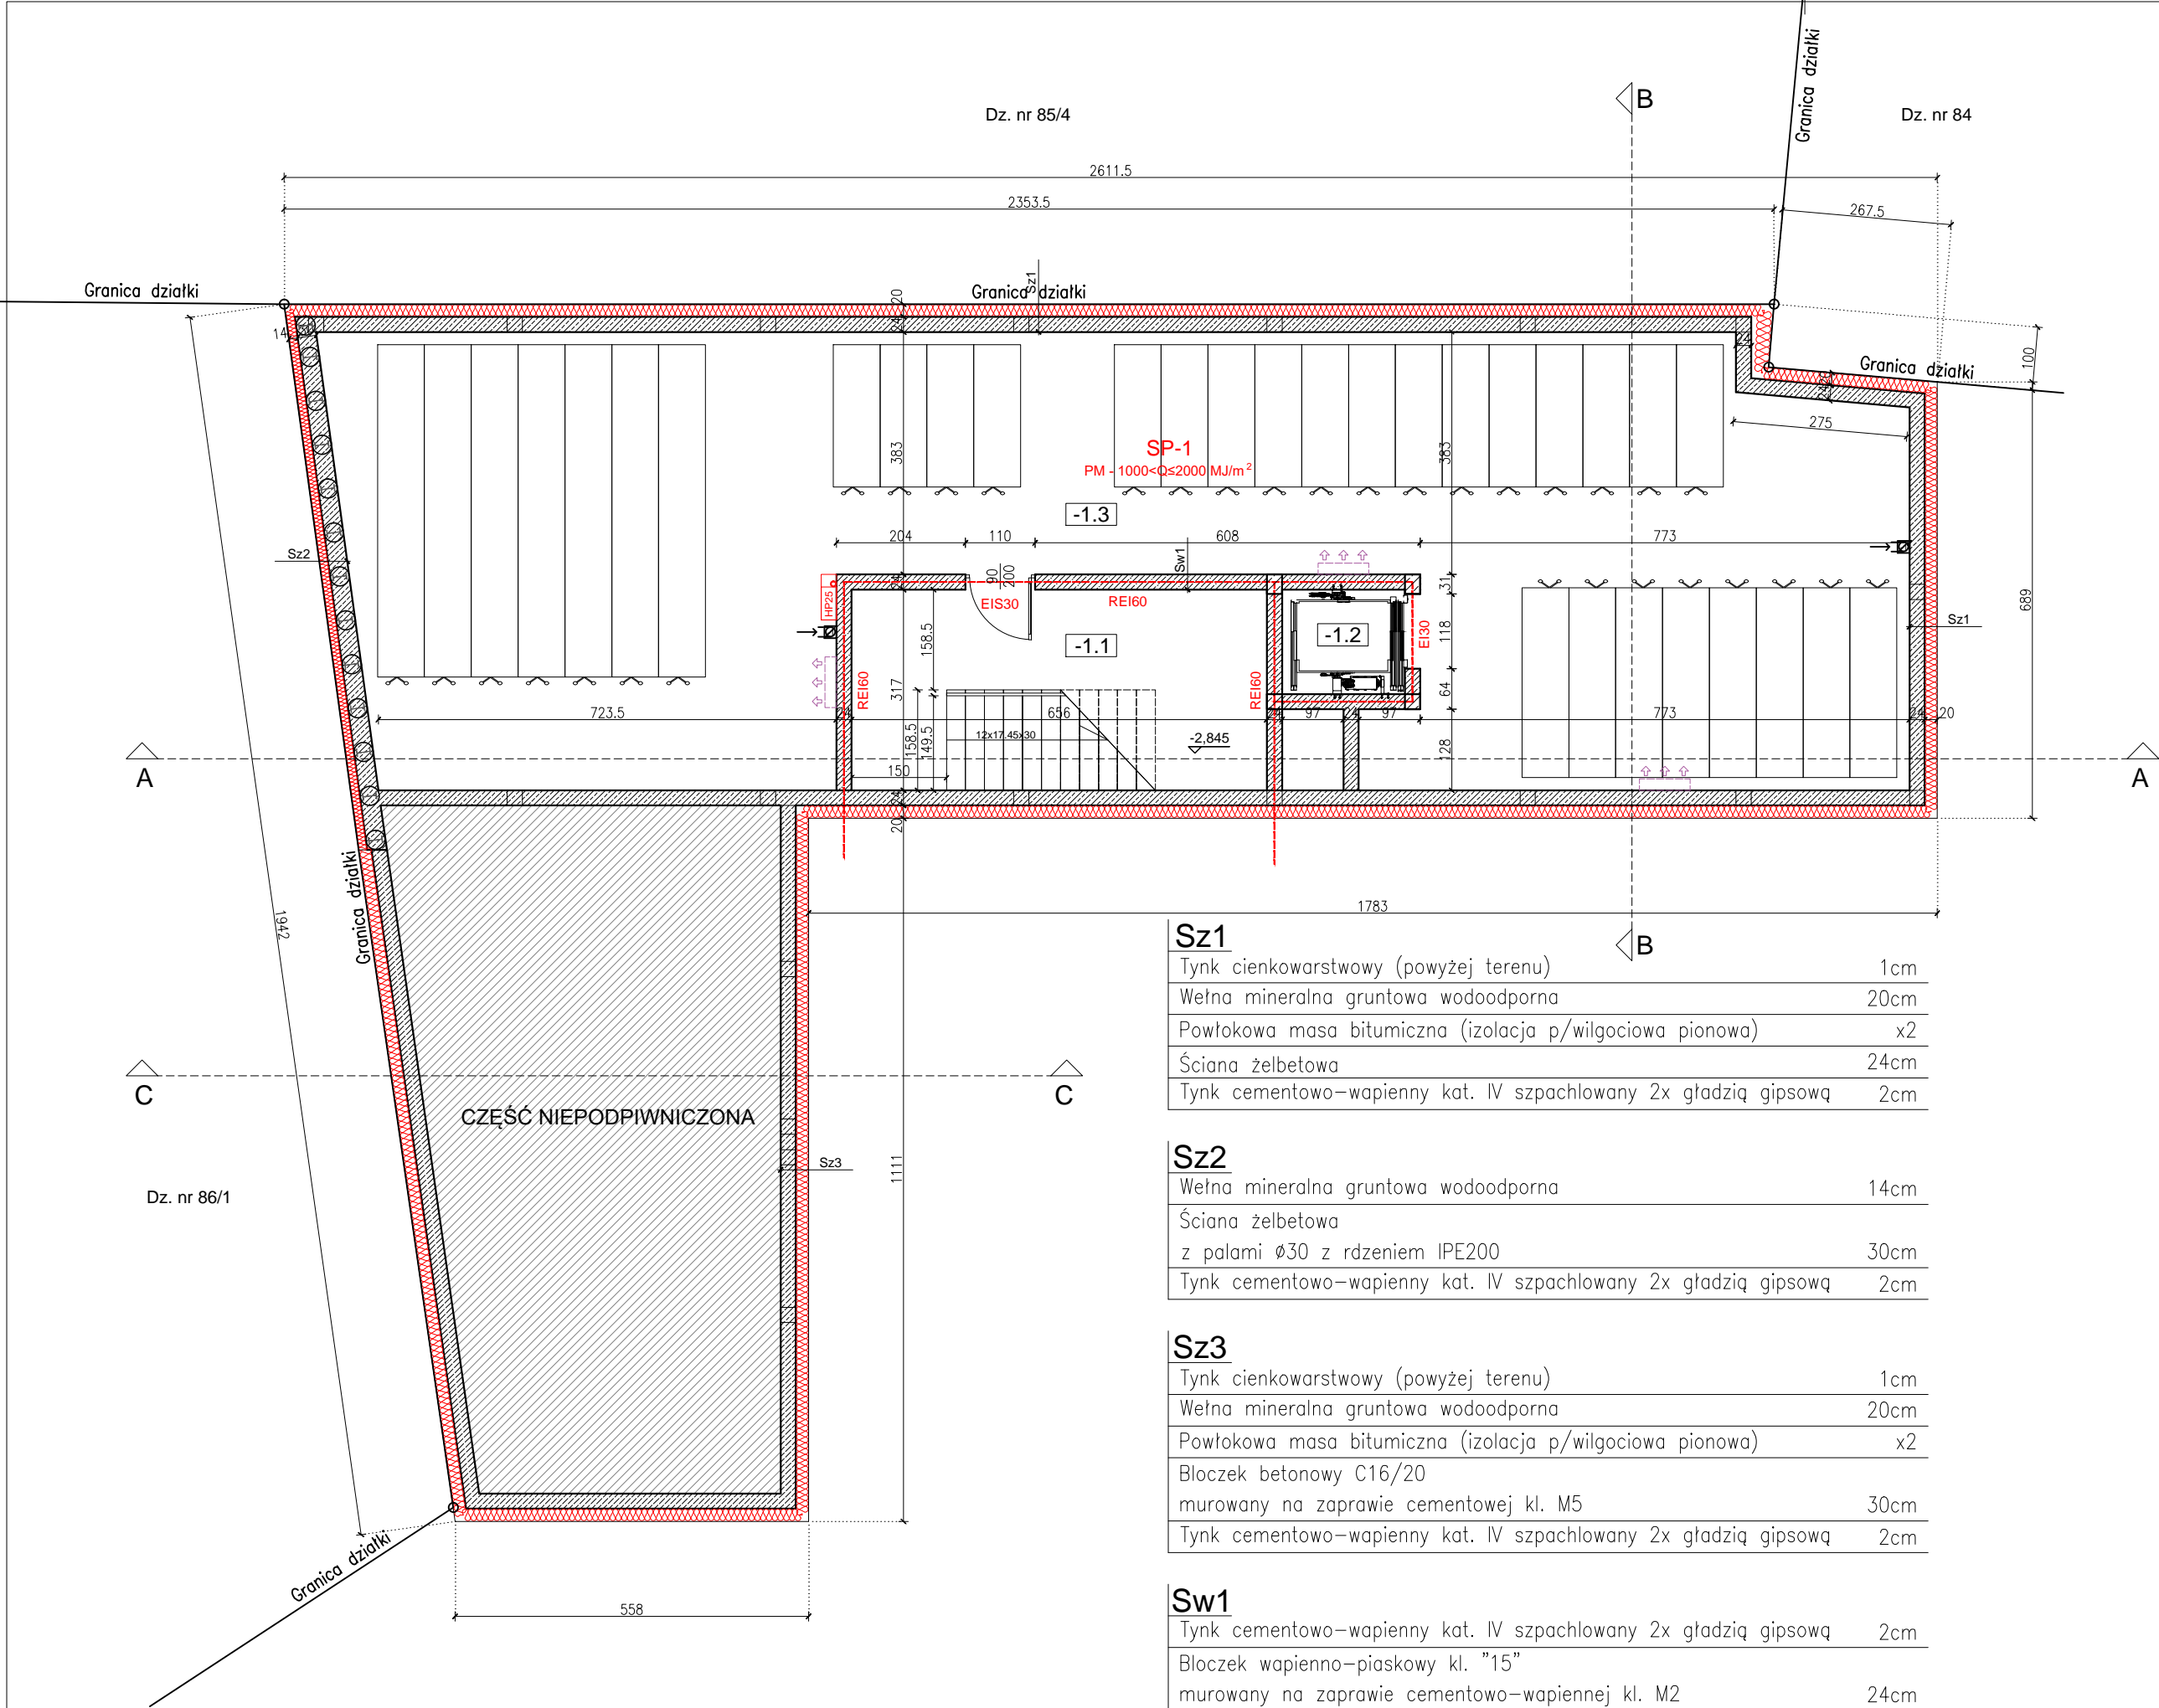 Dz. nr 85/4
B
Granica działki
Dz. nr 84
2611.5
2353.5
267.5
Granica działki
Granica działki
Sz1
20
24
14
24
100
Granica działki
24
20
275
383
383
SP-1
PM - 1000<Q≤2000 MJ/m²
-1.3
204
110
608
773
Sz2
Sw1
90
200
24
31
HP25
EIS30
REI60
-1.1
-1.2
118
EI30
689
Sz1
158.5
REI60
317
REI60
64
723.5
24
656
24
97
24
97
773
24
20
12x17.45x30
-2,845
158.5
149.5
128
150
A
A
24
20
Granica działki
1942
1783
B
C
C
CZĘŚĆ NIEPODPIWNICZONA
Sz3
1111
Dz. nr 86/1
Granica działki
558
Sz1
Tynk cienkowarstwowy (powyżej terenu) 1cm
Wełna mineralna gruntowa wodoodporna 20cm
Powłokowa masa bitumiczna (izolacja p/wilgociowa pionowa) x2
Ściana żelbetowa 24cm
Tynk cementowo-wapienny kat. IV szpachlowany 2x gładzią gipsową 2cm
Sz2
Wełna mineralna gruntowa wodoodporna 14cm
Ściana żelbetowa
z palami ø30 z rdzeniem IPE200 30cm
Tynk cementowo-wapienny kat. IV szpachlowany 2x gładzią gipsową 2cm
Sz3
Tynk cienkowarstwowy (powyżej terenu) 1cm
Wełna mineralna gruntowa wodoodporna 20cm
Powłokowa masa bitumiczna (izolacja p/wilgociowa pionowa) x2
Bloczek betonowy C16/20
murowany na zaprawie cementowej kl. M5 30cm
Tynk cementowo-wapienny kat. IV szpachlowany 2x gładzią gipsową 2cm
Sw1
Tynk cementowo-wapienny kat. IV szpachlowany 2x gładzią gipsową 2cm
Bloczek wapienno-piaskowy kl. "15"
murowany na zaprawie cementowo-wapiennej kl. M2 24cm